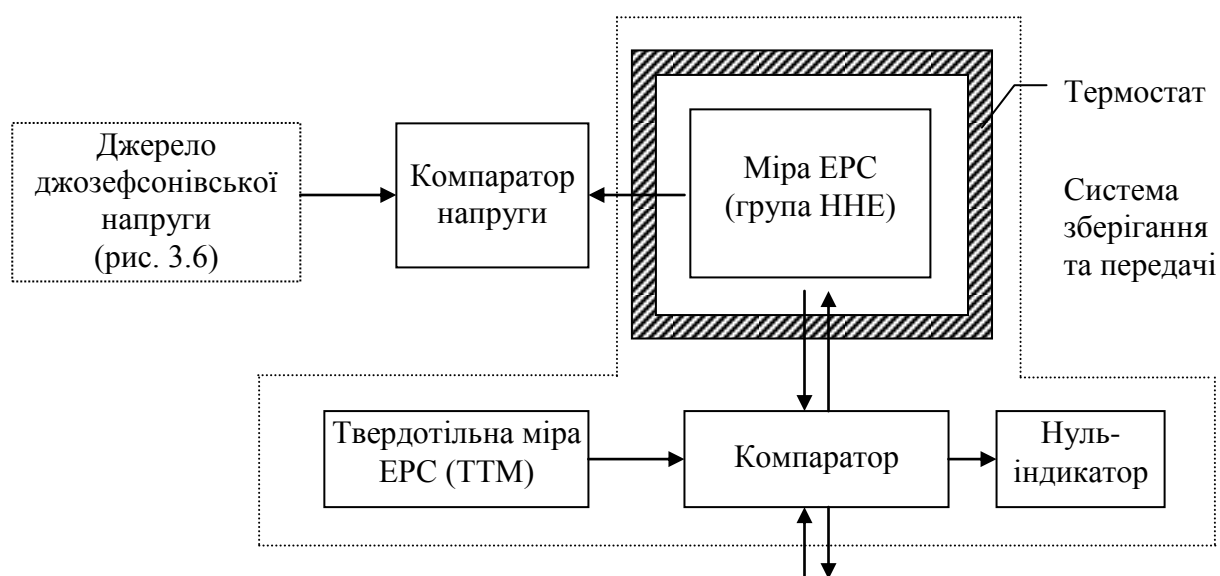 Джерело
джозефсонівської
напруги
(рис. 3.6)
Компаратор
напруги
Міра ЕРС
(група ННЕ)
Термостат
Система
зберігання
та передачі
Твердотільна міра
ЕРС (ТТМ)
Компаратор
Нуль-
індикатор